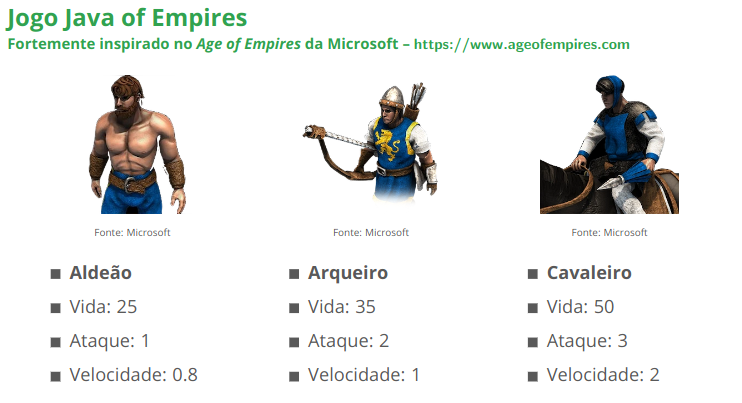 Jogo Java of Empires
Fortemente inspirado no Age of Empires da Microsoft – https://www.ageofempires.com
Fonte: Microsoft
Fonte: Microsoft
Fonte: Microsoft
■ Aldeão
■ Vida: 25
■ Ataque: 1
■ Velocidade: 0.8
■ Arqueiro
■ Vida: 35
■ Ataque: 2
■ Velocidade: 1
■ Cavaleiro
■ Vida: 50
■ Ataque: 3
■ Velocidade: 2